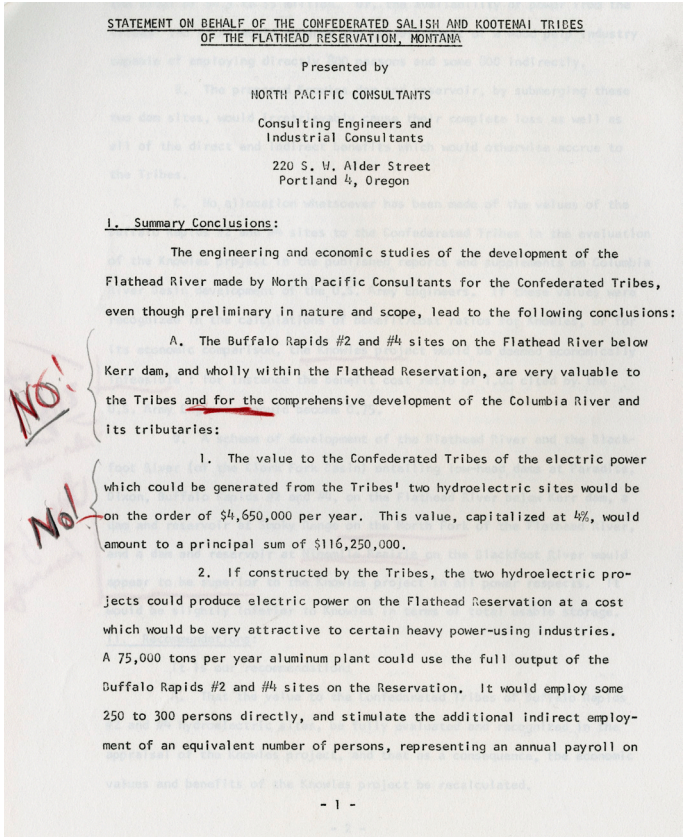 STATEMENT ON BEHALF OF THE CONFEDERATED SALISH AND KOOTENAI TRIBES
OF THE FLATHEAD RESERVATION, MONTANA
Presented by
NORTH PACIFIC CONSULTANTS
Consulting Engineers and
Industrial Consultants
220 S. W. Alder Street
Portland 4, Oregon
I. Summary Conclusions:
The engineering and economic studies of the development of the
Flathead River made by North Pacific Consultants for the Confederated Tribes,
even though preliminary in nature and scope, lead to the following conclusions:
A. The Buffalo Rapids #2 and #4 sites on the Flathead River below
Kerr dam, and wholly within the Flathead Reservation, are very valuable to
NO!
the Tribes and for the comprehensive development of the Columbia River and
its tributaries:
1. The value to the Confederated Tribes of the electric power
which could be generated from the Tribes' two hydroelectric sites would be
No!
on the order of $4,650,000 per year. This value, capitalized at 4%, would
amount to a principal sum of $116,250,000.
2. If constructed by the Tribes, the two hydroelectric pro-
jects could produce electric power on the Flathead Reservation at a cost
which would be very attractive to certain heavy power-using industries.
A 75,000 tons per year aluminum plant could use the full output of the
Buffalo Rapids #2 and #4 sites on the Reservation. It would employ some
250 to 300 persons directly, and stimulate the additional indirect employ-
ment of an equivalent number of persons, representing an annual payroll on
- 1 -